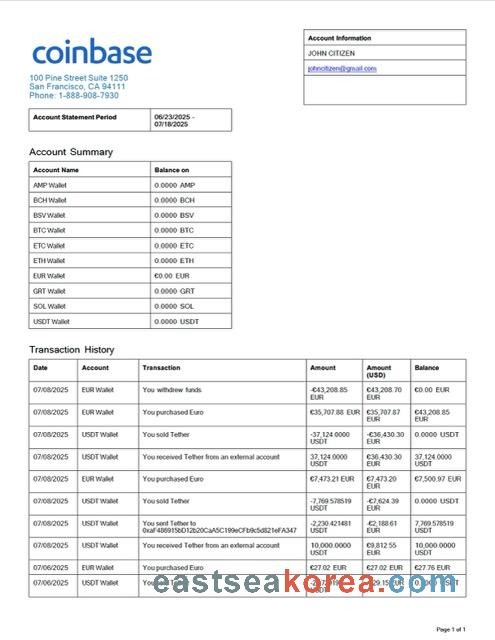 coinbase
100 Pine Street Suite 1250
San Francisco, CA 94111
Phone: 1-888-908-7930
Account Information
JOHN CITIZEN
johncitizen@gmail.com
Account Statement Period 06/23/2025 -
07/18/2025
Account Summary
Account Name Balance on
AMP Wallet 0.0000 AMP
BCH Wallet 0.0000 BCH
BSV Wallet 0.0000 BSV
BTC Wallet 0.0000 BTC
ETC Wallet 0.0000 ETC
ETH Wallet 0.0000 ETH
EUR Wallet €0.00 EUR
GRT Wallet 0.0000 GRT
SOL Wallet 0.0000 SOL
USDT Wallet 0.0000 USDT
Transaction History
Date Account Transaction Amount Amount Balance
(USD)
07/08/2025 EUR Wallet You withdrew funds -€43,208.85 €43,208.70 €0.00 EUR
EUR EUR
07/08/2025 EUR Wallet You purchased Euro €35,707.88 EUR €35,707.87 €43,208.85
EUR EUR
07/08/2025 USDT Wallet You sold Tether -37,124.0000 -€36,430.30 0.0000 USDT
USDT EUR
07/08/2025 USDT Wallet You received Tether from an external account 37,124.0000 €36,430.30 37,124.0000
USDT EUR USDT
07/08/2025 EUR Wallet You purchased Euro €7,473.21 EUR €7,473.20 €7,500.97 EUR
EUR
07/08/2025 USDT Wallet You sold Tether -7,769.578519 -€7,624.39 0.0000 USDT
USDT EUR
07/08/2025 USDT Wallet You sent Tether to -2,230.421481 -€2,188.61 7,769.578519
USDT EUR USDT
07/08/2025 USDT Wallet You received Tether from an external account 10,000.0000 €9,812.55 10,000.0000
USDT EUR USDT
07/06/2025 EUR Wallet You purchased Euro €27.02 EUR €27.02 EUR €27.76 EUR
07/06/2025 USDT Wallet You sold Tether
eastseakorea.com
Page 1 of 1